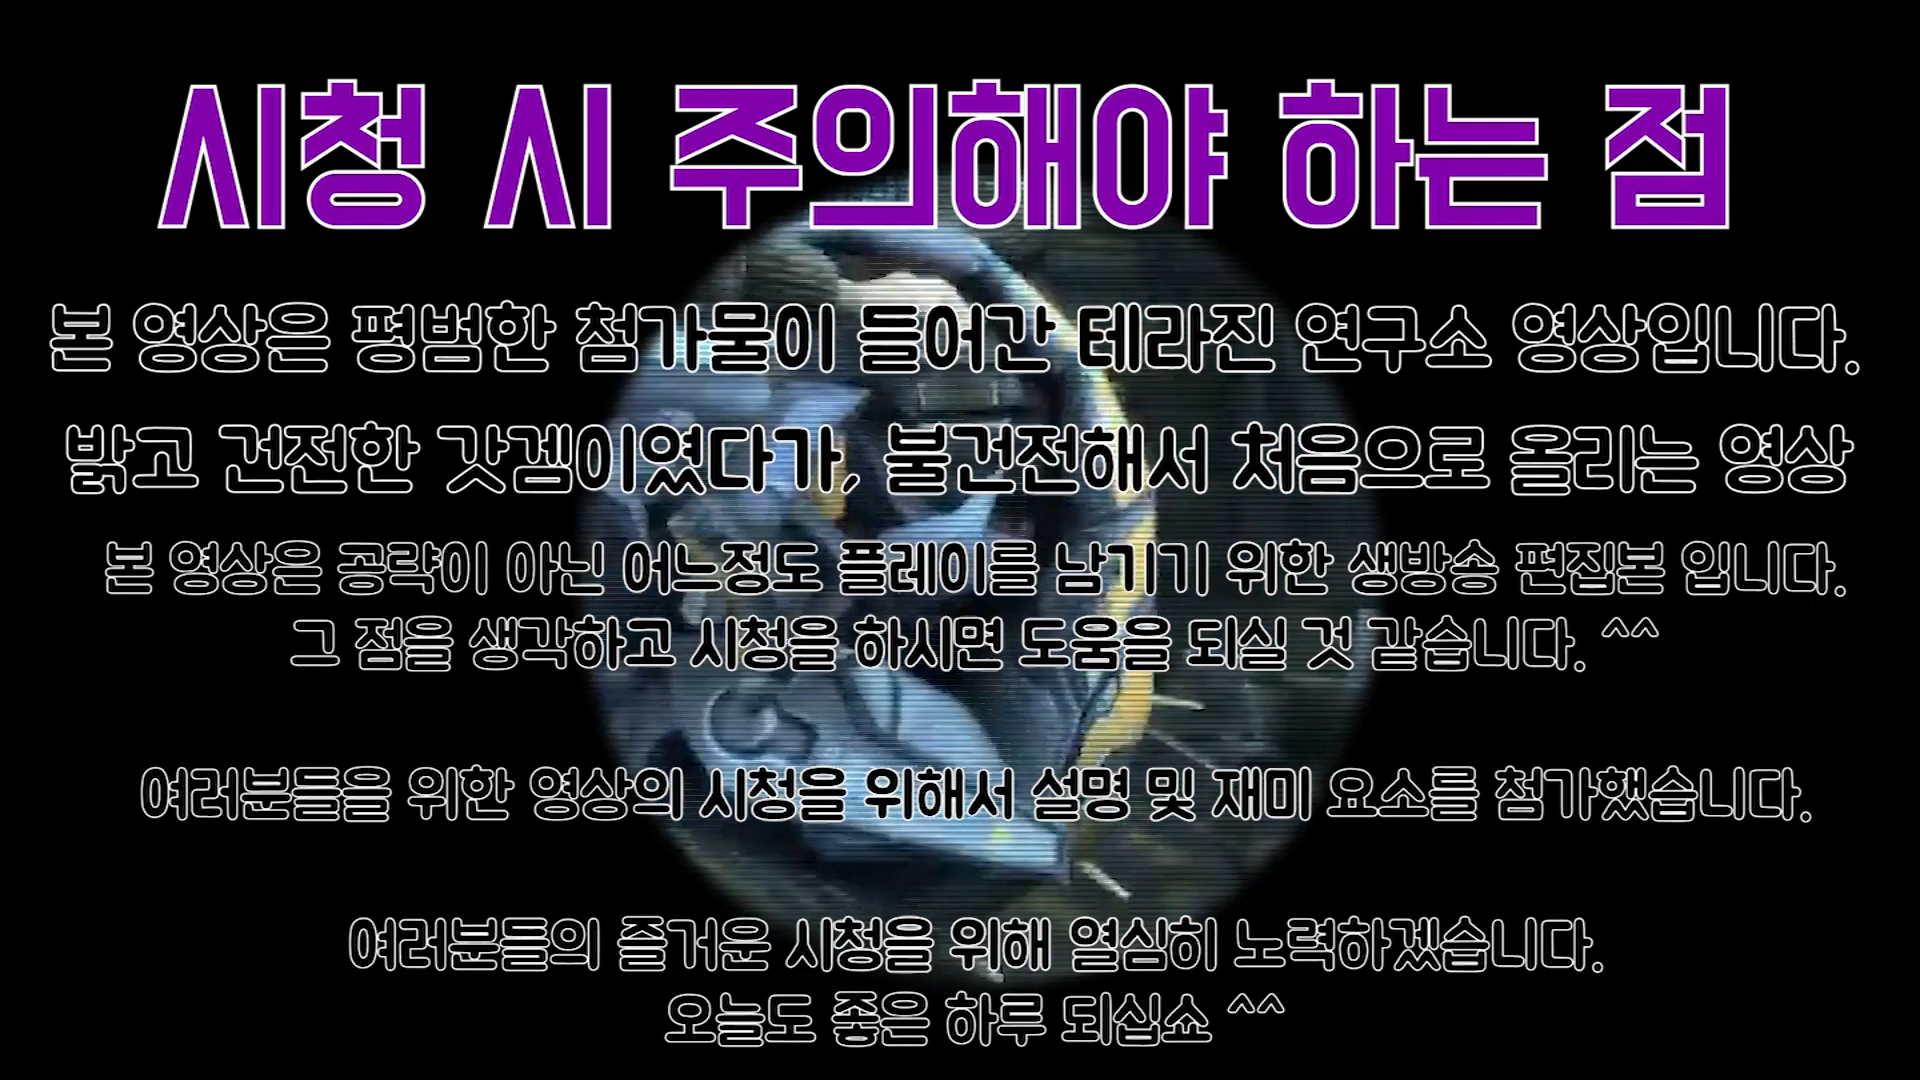 시청 시 주의해야 하는 점
본 영상은 평범한 첨가물이 들어간 테라진 연구소 영상입니다.
밝고 건전한 갓겜이였다가, 불건전해서 처음으로 올리는 영상
본 영상은 공략이 아닌 어느정도 플레이를 남기기 위한 생방송 편집본 입니다.
그 점을 생각하고 시청을 하시면 도움을 되실 것 같습니다. ^^
여러분들을 위한 영상의 시청을 위해서 설명 및 재미 요소를 첨가했습니다.
여러분들의 즐거운 시청을 위해 열심히 노력하겠습니다.
오늘도 좋은 하루 되십쇼 ^^